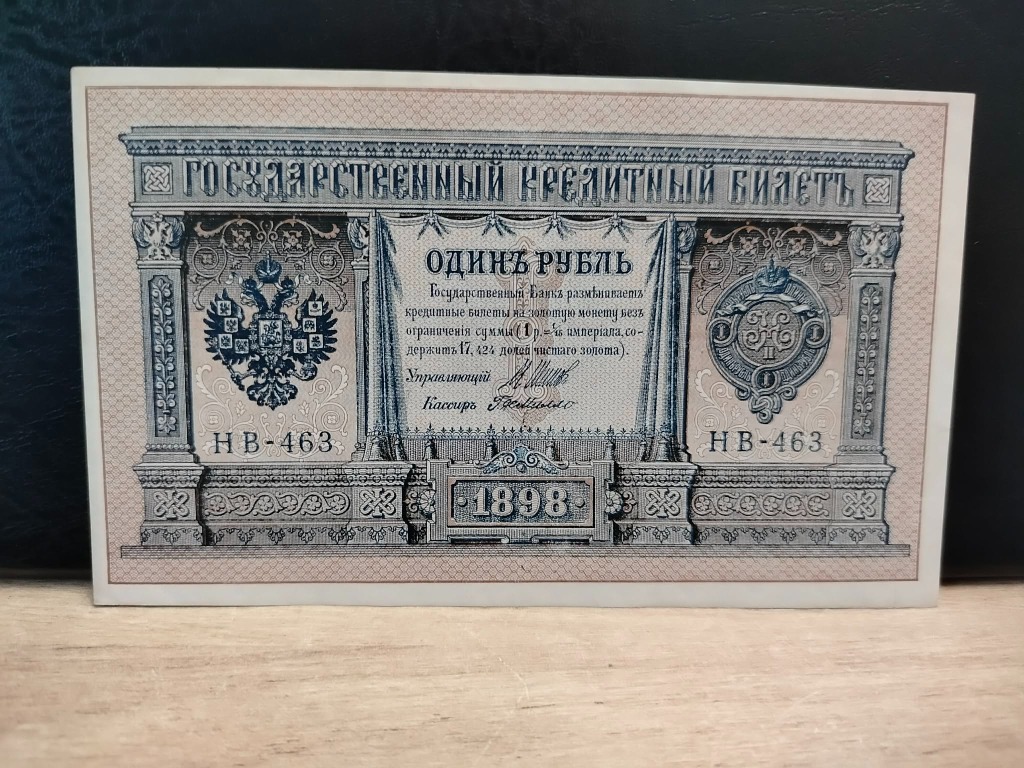 ГОСУДАРСТВЕННЫЙ КРЕДИТНЫЙ БИЛЕТЪ
ОДИНЪ РУБЛЬ
Государственный Банкъ размѣниваетъ
кредитные билеты на золотую монету безъ
ограниченія суммы (1 р. = 1/15 имперіала, со-
держитъ 17,424 долей чистаго золота).
Управляющій
Кассиръ
НВ-463
НВ-463
1898